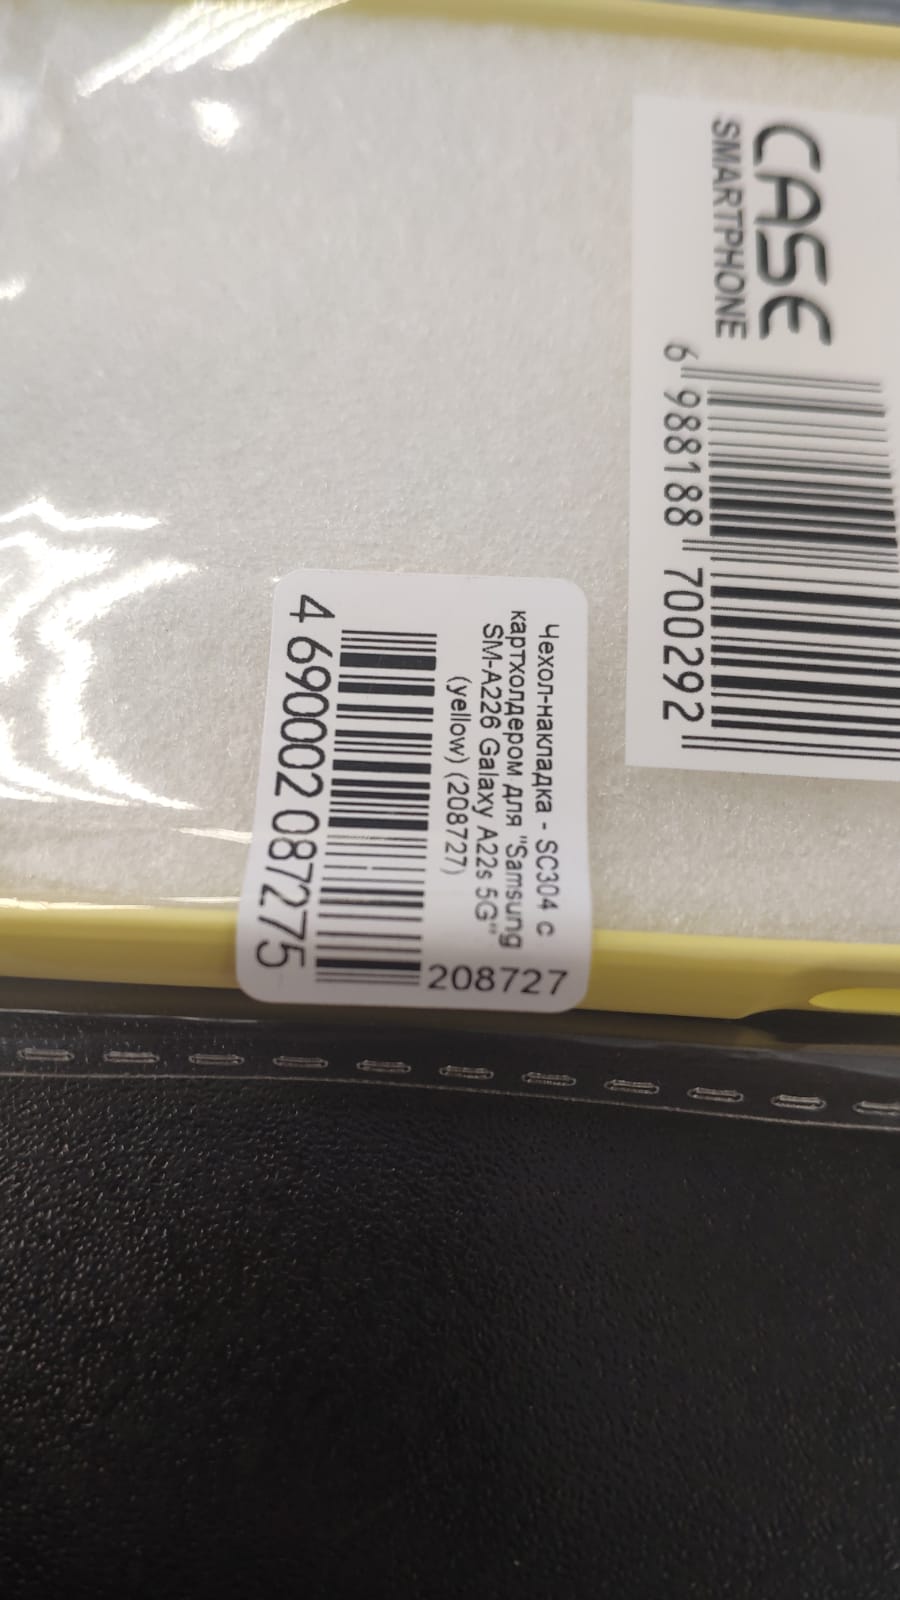 CASE
SMARTPHONE
6 988188 700292
Чехол-накладка - SC304 с
картхолдером для "Samsung
SM-A226 Galaxy A22s 5G"
(yellow) (208727)
208727
4 690002 087275